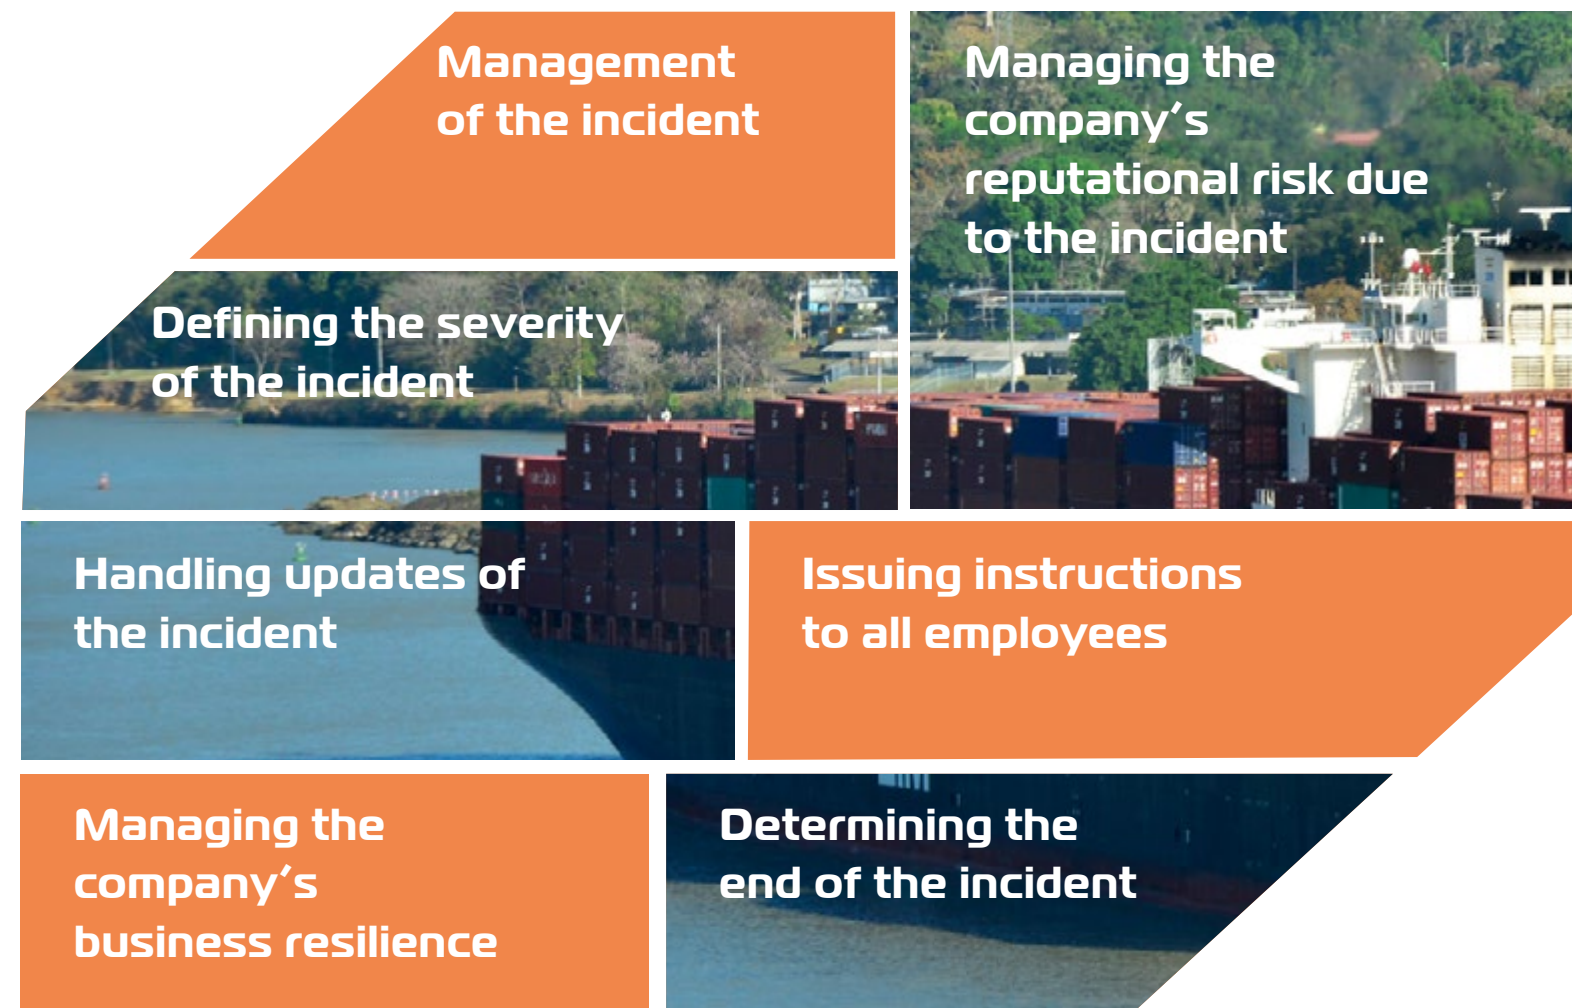 Management
of the incident
Managing the
company's
reputational risk due
to the incident
Defining the severity
of the incident
Handling updates of
the incident
Issuing instructions
to all employees
Managing the
company's
business resilience
Determining the
end of the incident